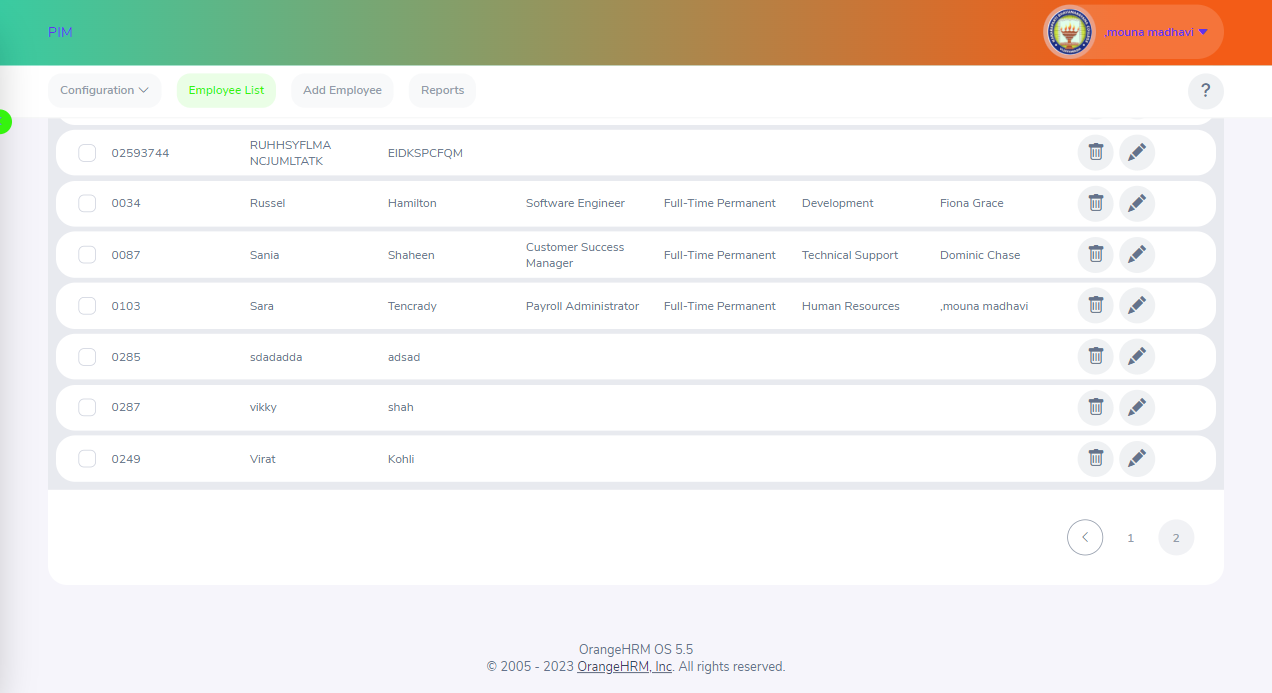 PIM
,mouna madhavi
Configuration
Employee List
Add Employee
Reports
?
02593744 RUHHSYFLMA NCJUMLTATK EIDKSPCFQM
0034 Russel Hamilton Software Engineer Full-Time Permanent Development Fiona Grace
0087 Sania Shaheen Customer Success Manager Full-Time Permanent Technical Support Dominic Chase
0103 Sara Tencrady Payroll Administrator Full-Time Permanent Human Resources ,mouna madhavi
0285 sdadadda adsad
0287 vikky shah
0249 Virat Kohli
1 2
OrangeHRM OS 5.5
© 2005 - 2023 OrangeHRM, Inc. All rights reserved.